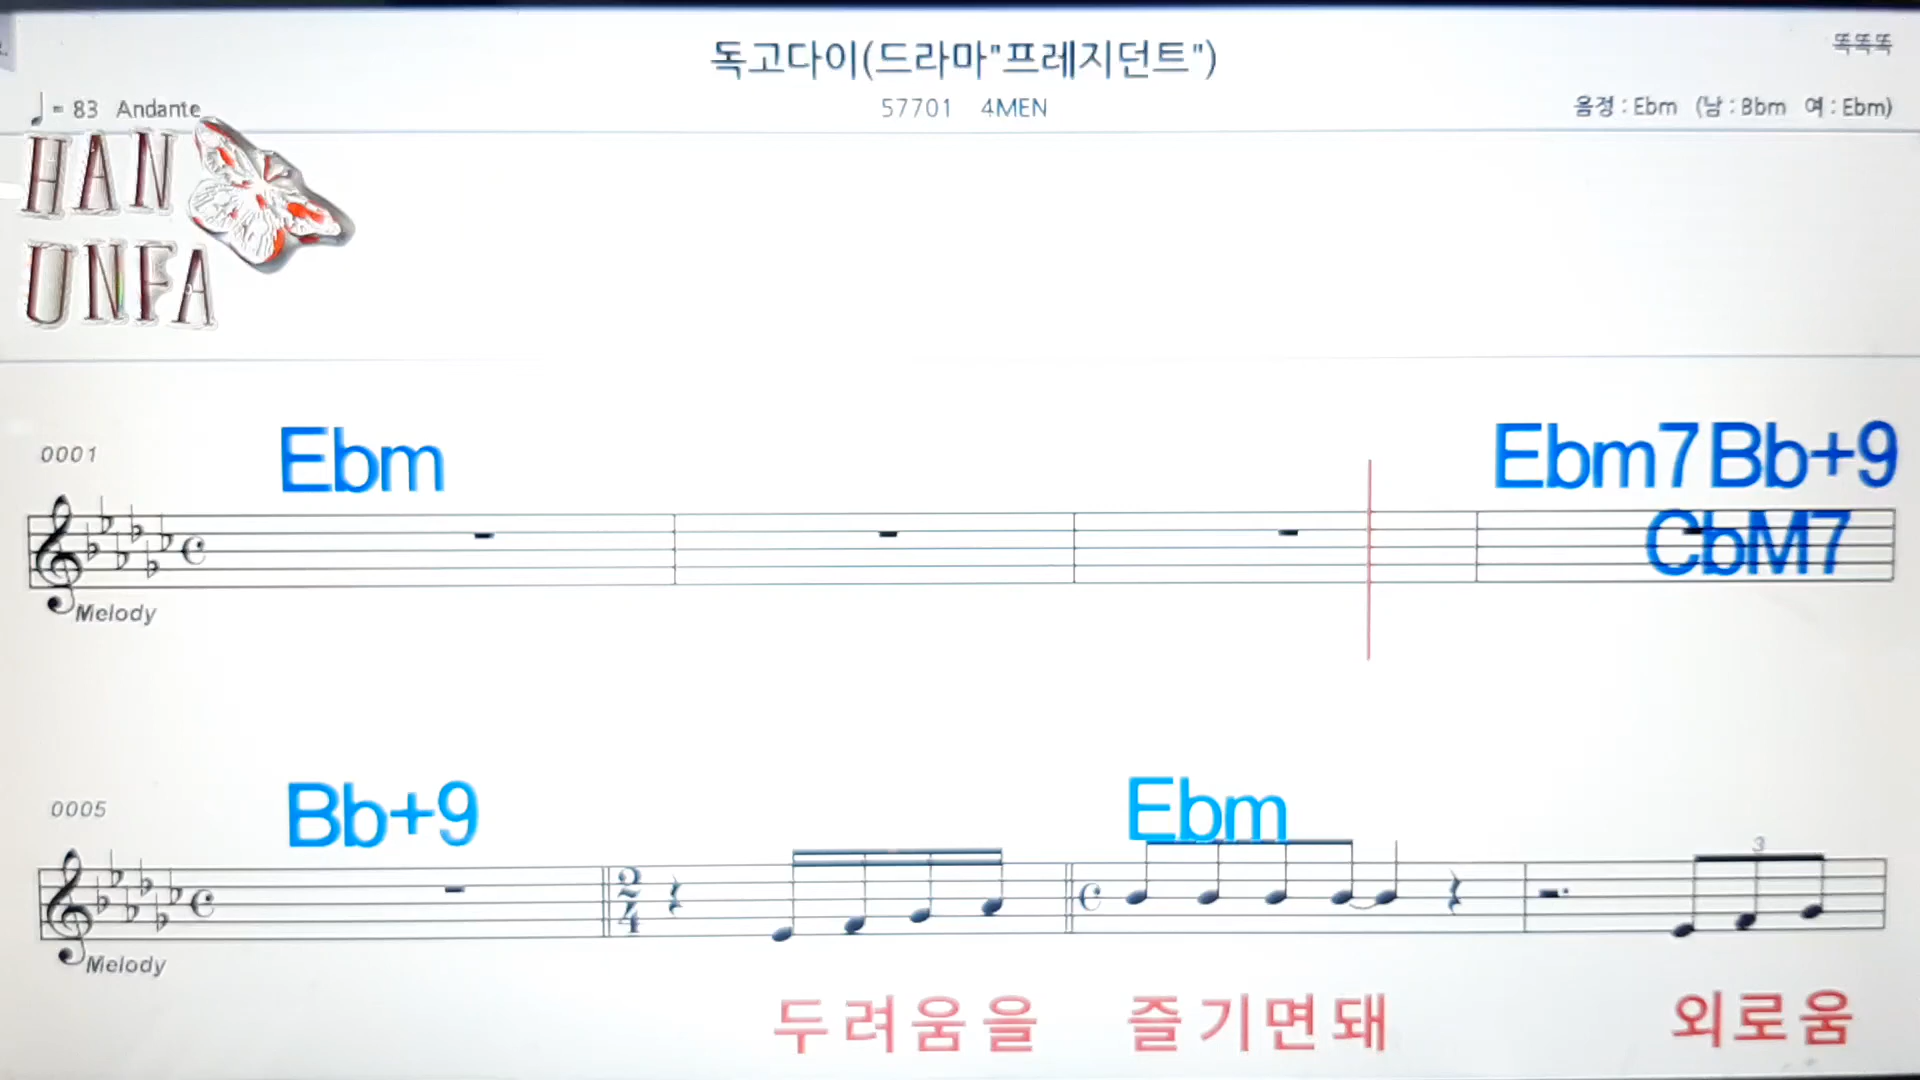 독고다이(드라마"프레지던트")
똑똑똑
♩= 83 Andante
57701 4MEN
음정 : Ebm (남 : Bbm 여 : Ebm)
HAN
UNFA
0001
Ebm
Ebm7 Bb+9
CbM7
Melody
0005
Bb+9
Ebm
3
2
4
Melody
두려움을 즐기면돼 외로움